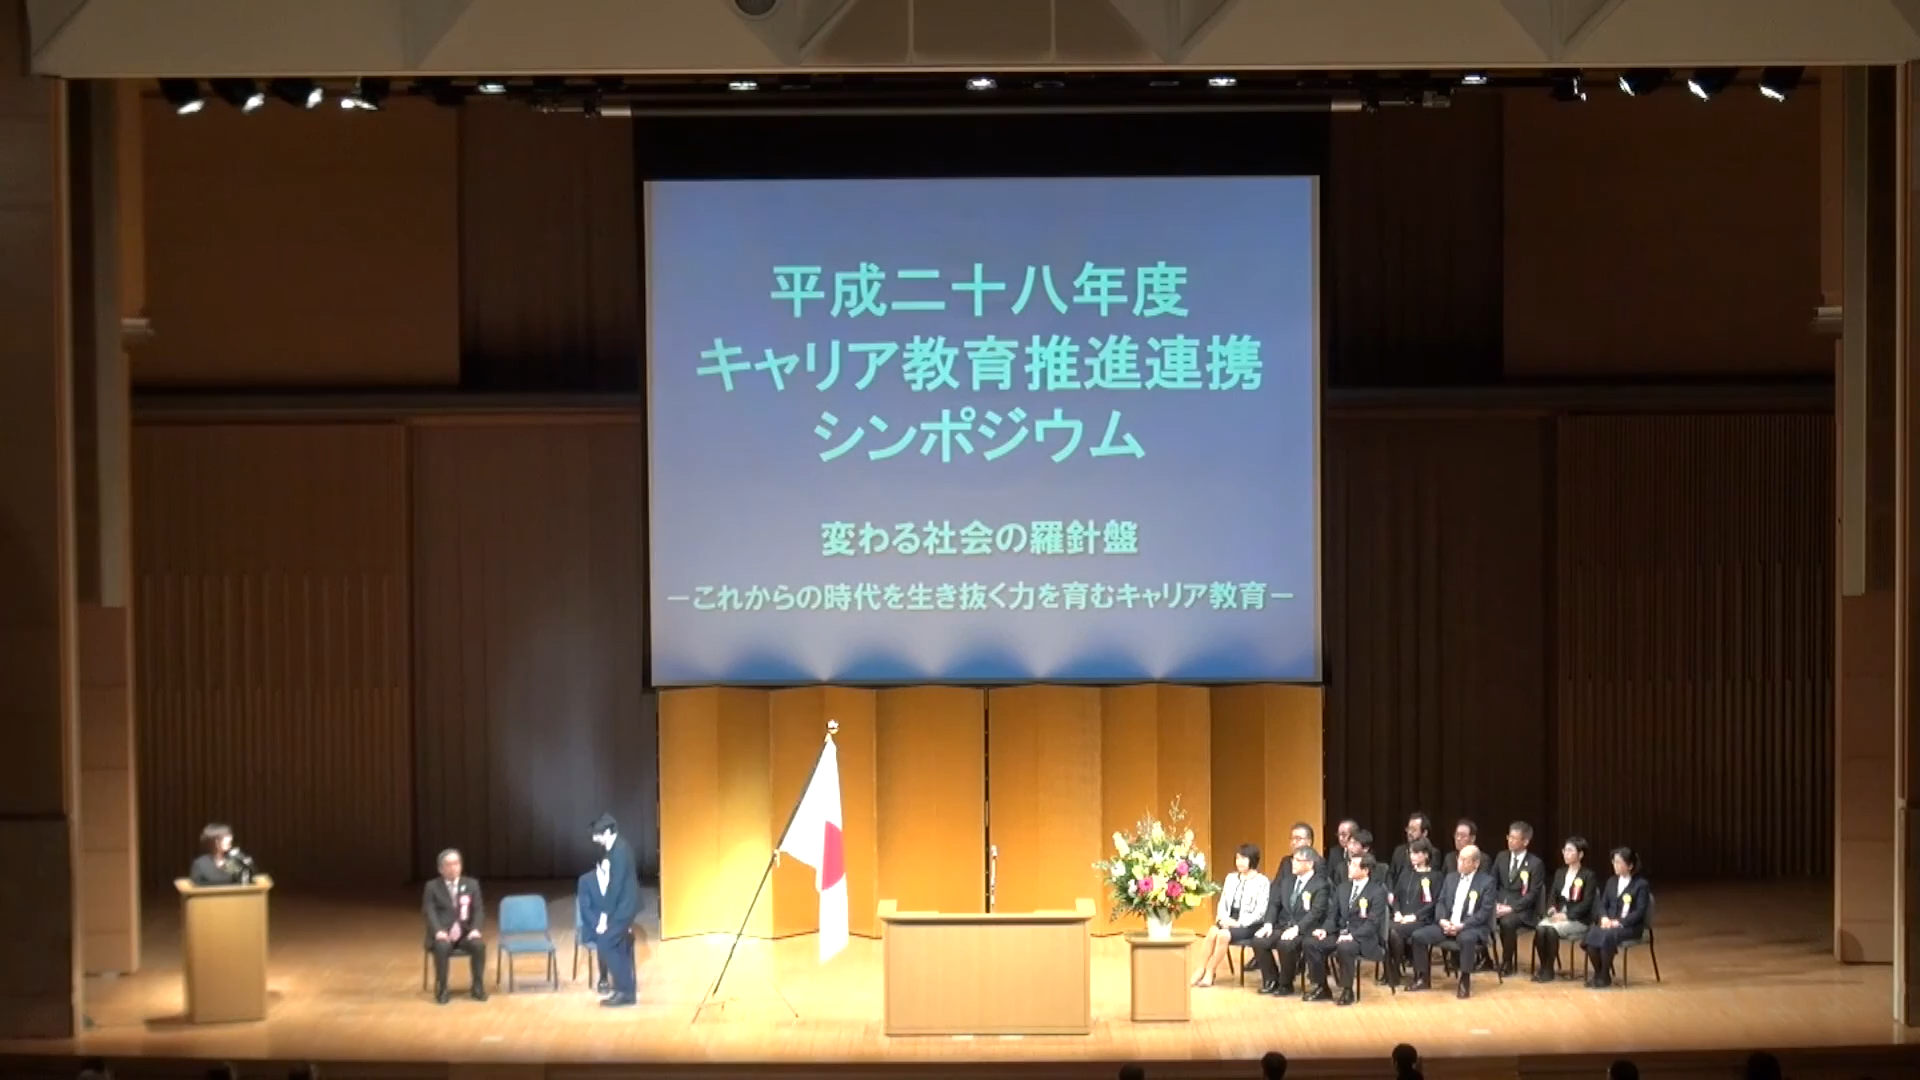 平成二十八年度
キャリア教育推進連携
シンポジウム
変わる社会の羅針盤
－これからの時代を生き抜く力を育むキャリア教育－